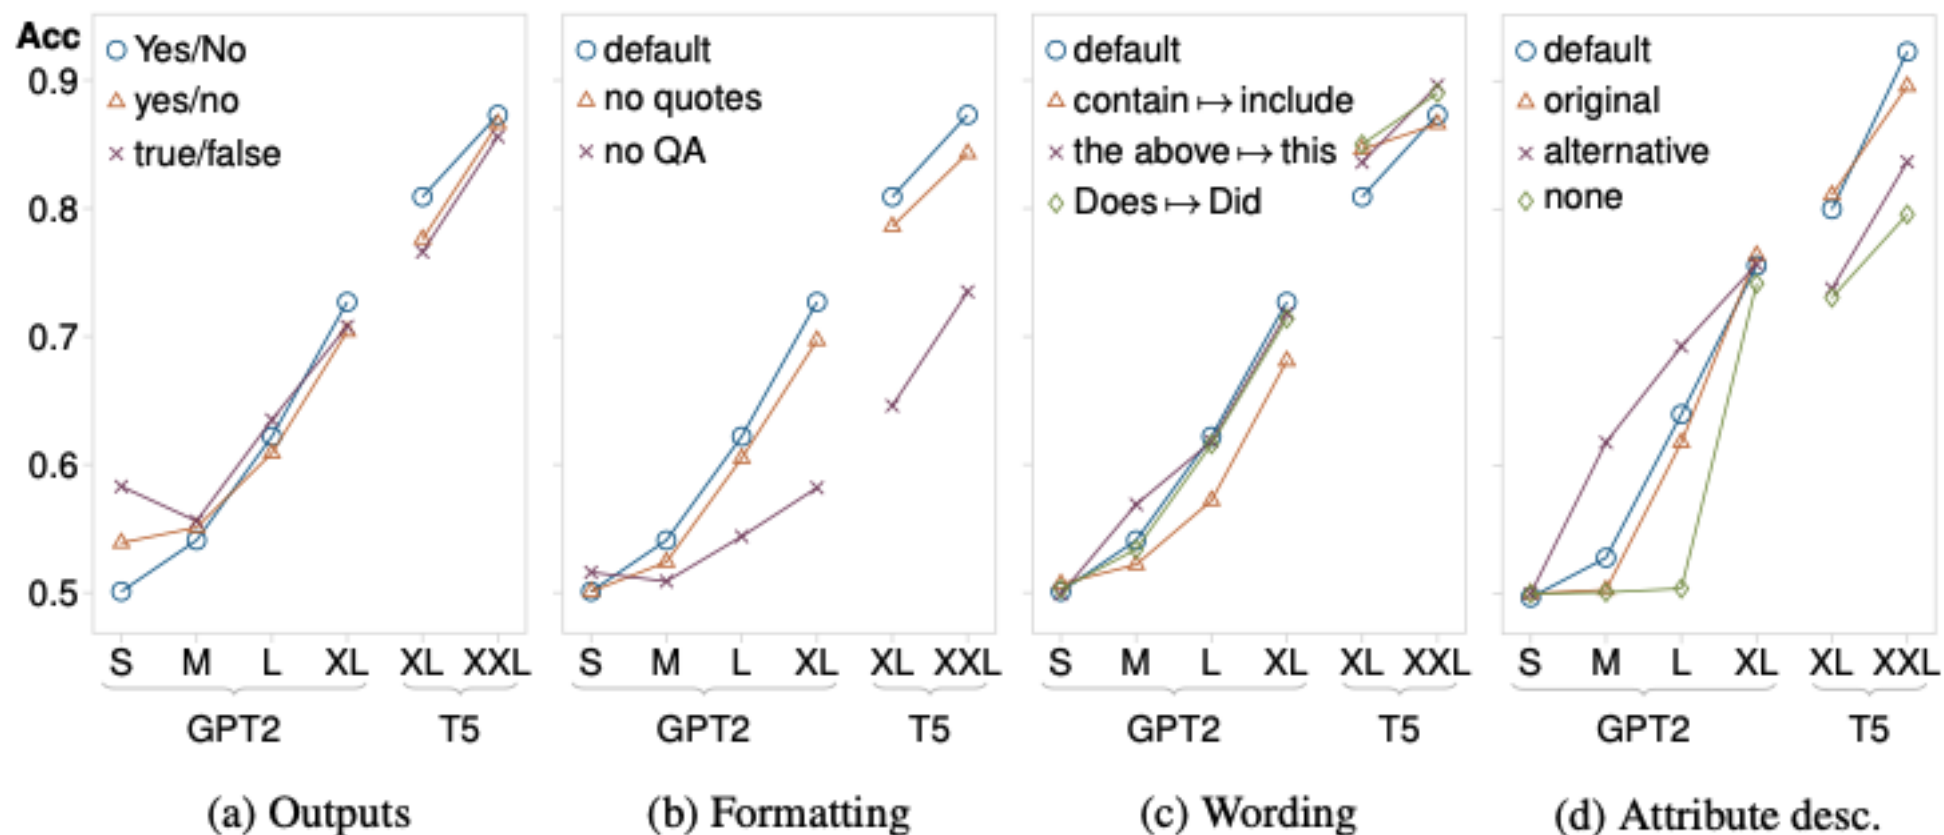 Acc
0.9
0.8
0.7
0.6
0.5
Yes/No
yes/no
true/false
S M L XL XL XXL
GPT2 T5
(a) Outputs
default
no quotes
no QA
S M L XL XL XXL
GPT2 T5
(b) Formatting
default
contain ↦ include
the above ↦ this
Does ↦ Did
S M L XL XL XXL
GPT2 T5
(c) Wording
default
original
alternative
none
S M L XL XL XXL
GPT2 T5
(d) Attribute desc.